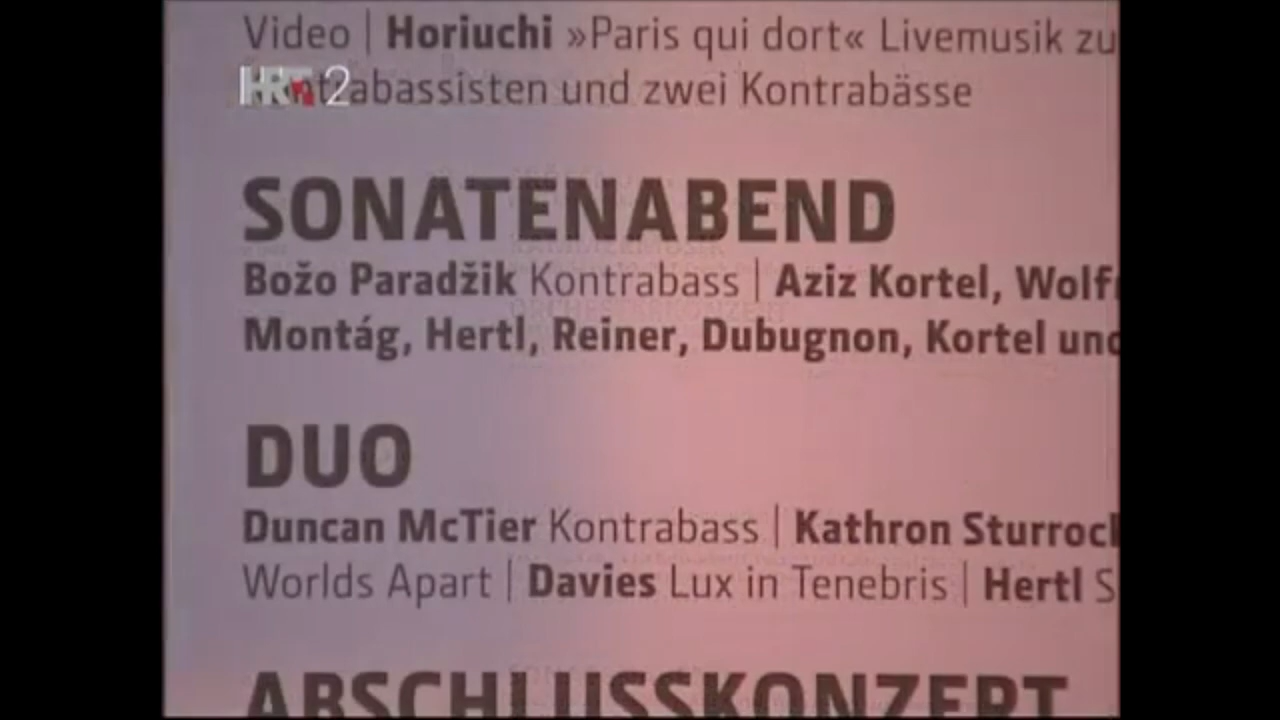 Video | Horiuchi »Paris qui dort« Livemusik zu
HRT 2
Kontrabassisten und zwei Kontrabässe
SONATENABEND
Božo Paradžik Kontrabass | Aziz Kortel,
Montág, Hertl, Reiner, Dubugnon, Kortel und
DUO
Duncan McTier Kontrabass | Kathron Sturrock
Worlds Apart | Davies Lux in Tenebris | Hertl S
ABSCHLUSSKONZERT